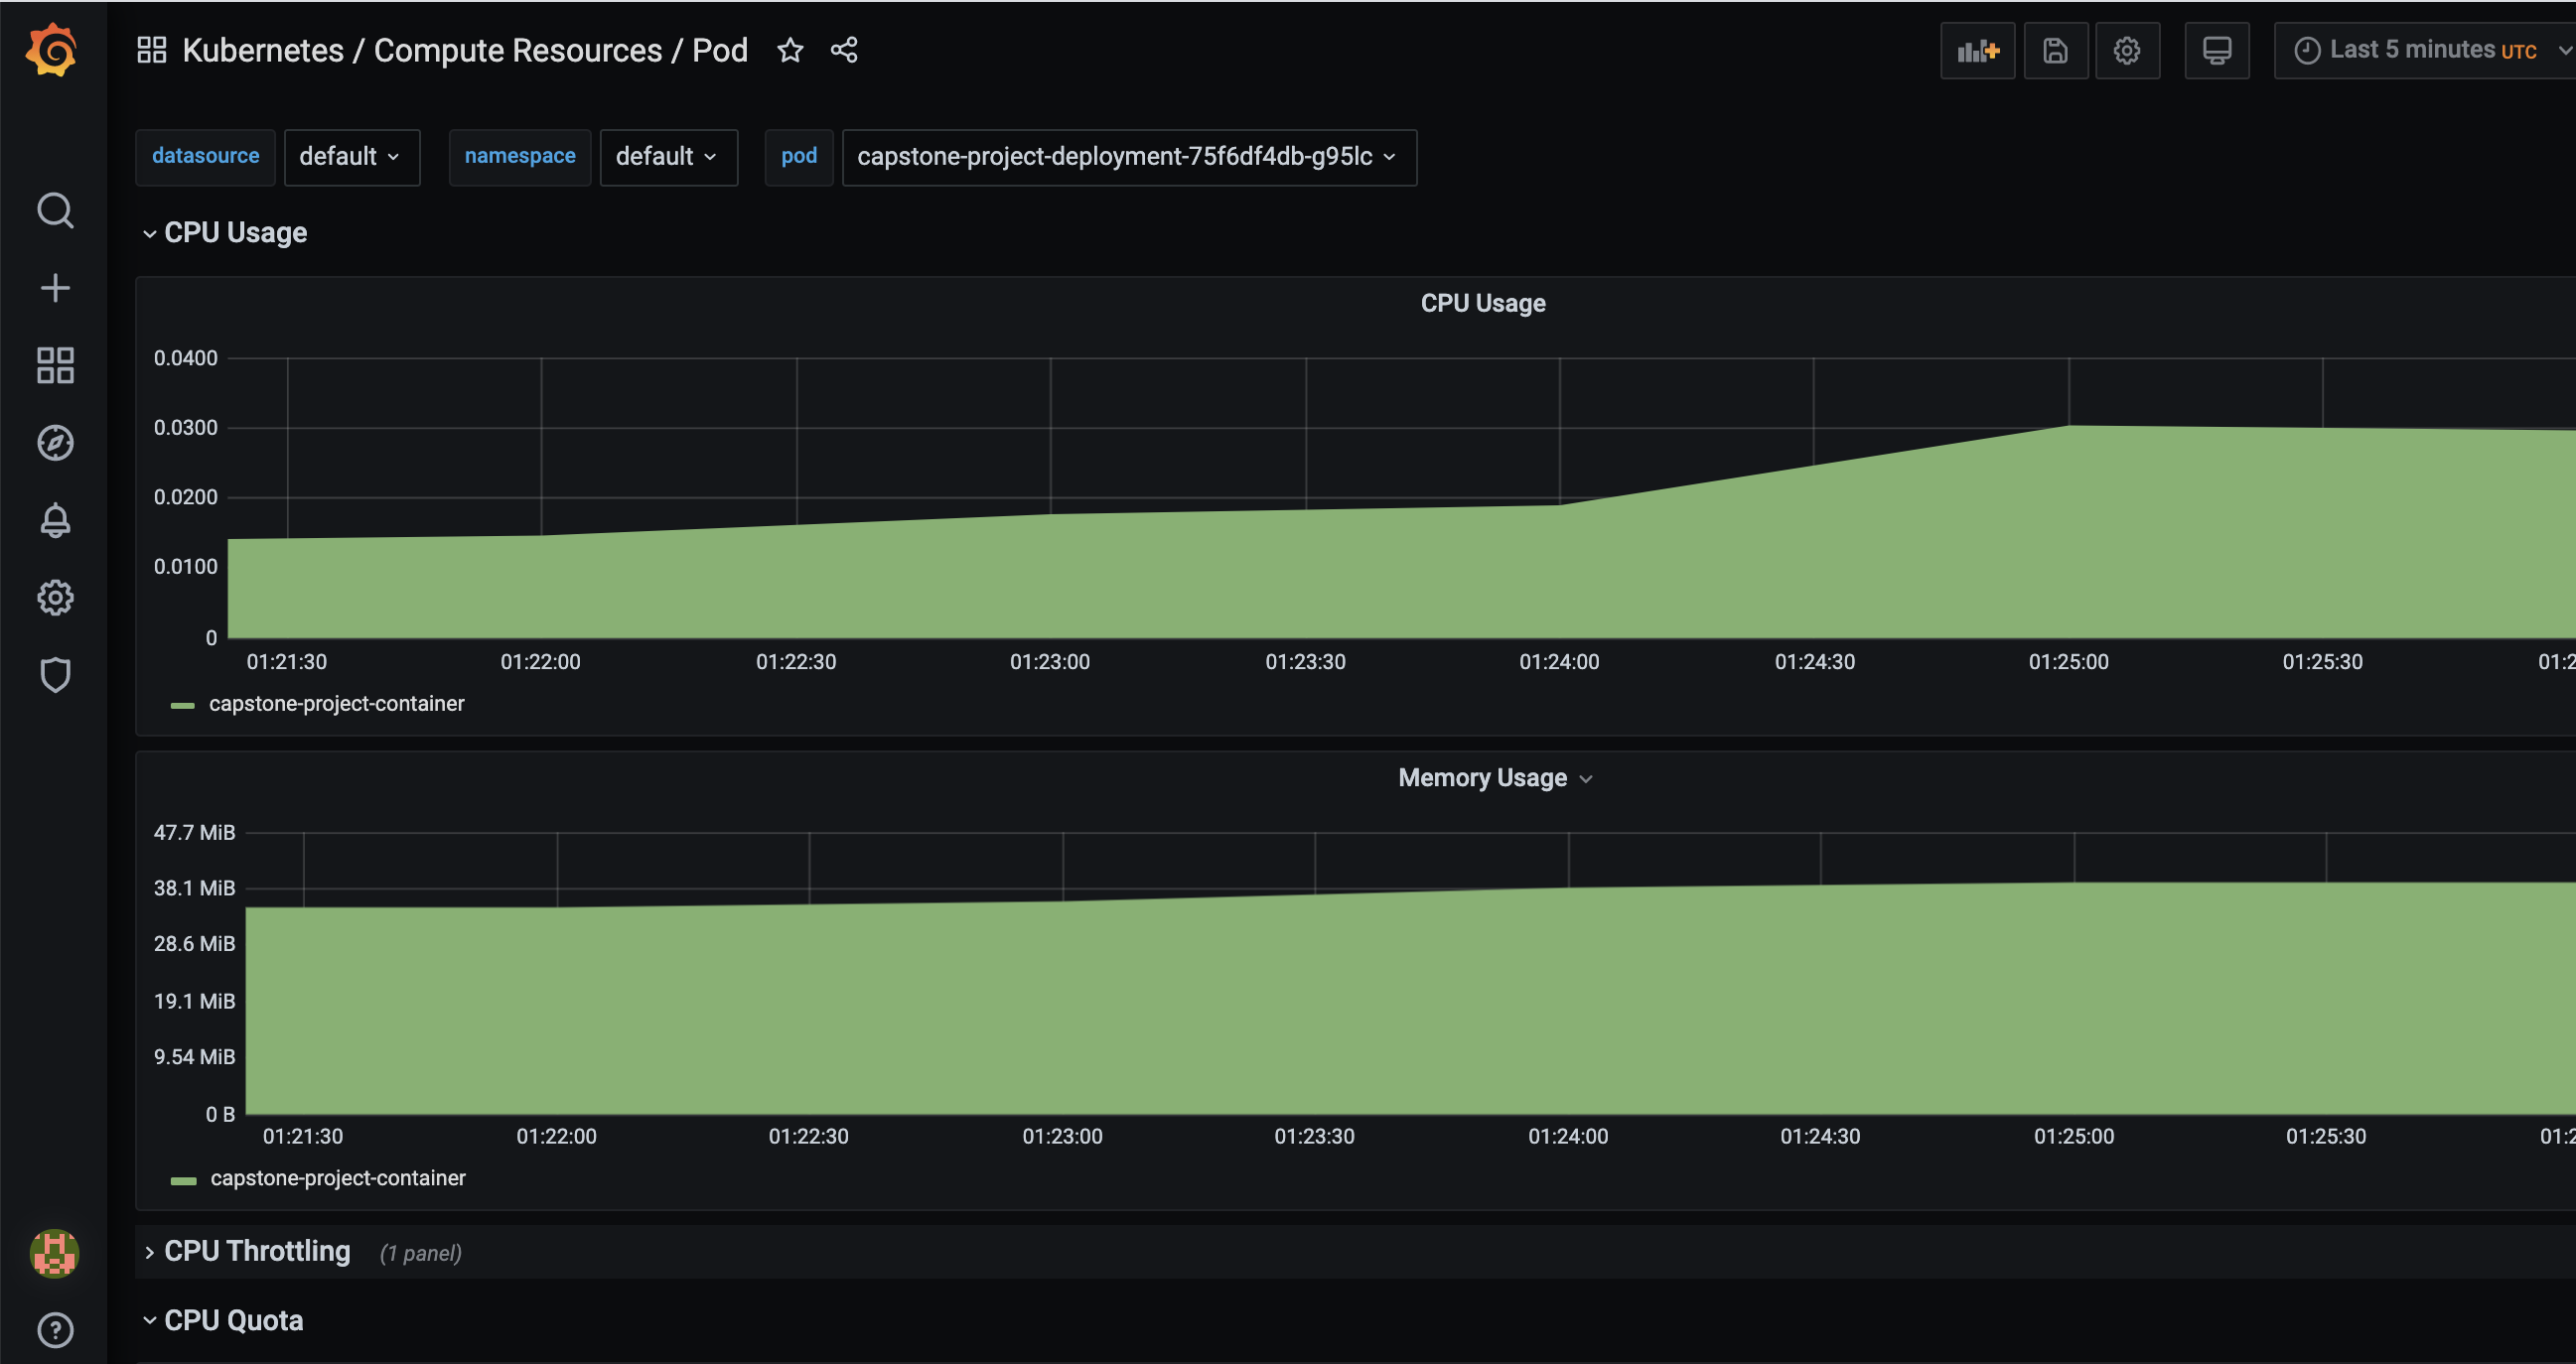 Kubernetes / Compute Resources / Pod
Last 5 minutes UTC
datasource default namespace default pod capstone-project-deployment-75f6df4db-g95lc
CPU Usage
CPU Usage
0.0400
0.0300
0.0200
0.0100
0
01:21:30 01:22:00 01:22:30 01:23:00 01:23:30 01:24:00 01:24:30 01:25:00 01:25:30 01:2
capstone-project-container
Memory Usage
47.7 MiB
38.1 MiB
28.6 MiB
19.1 MiB
9.54 MiB
0 B
01:21:30 01:22:00 01:22:30 01:23:00 01:23:30 01:24:00 01:24:30 01:25:00 01:25:30 01:2
capstone-project-container
CPU Throttling (1 panel)
CPU Quota